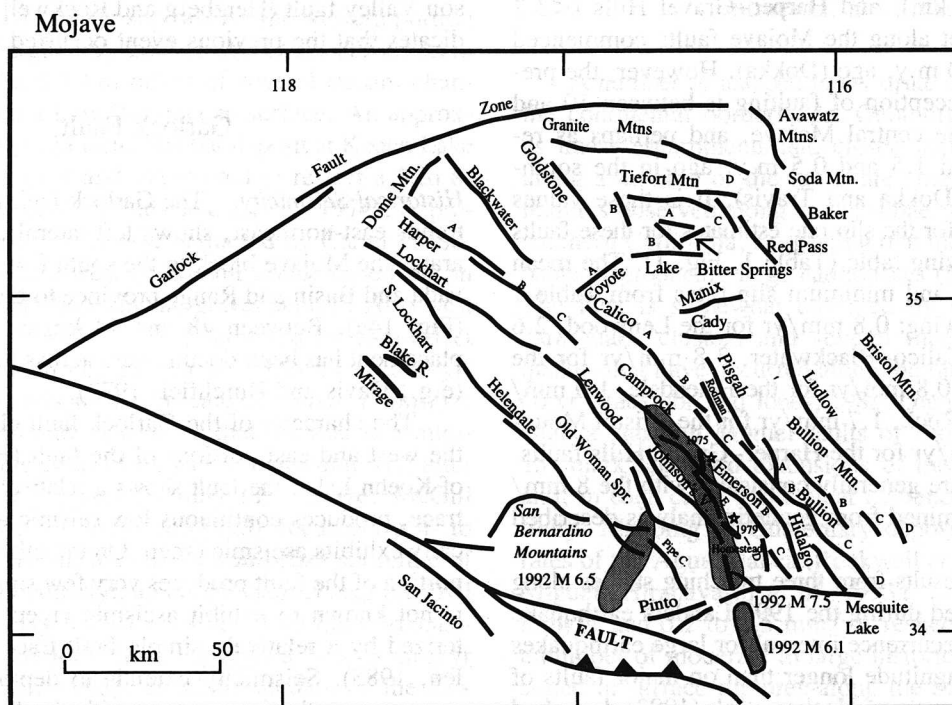 Mojave
118
116
Zone
Granite Mtns
Avawatz
Mtns.
Fault
Goldstone
Tiefort Mtn
D
Soda Mtn.
Dome Mtn.
Blackwater
B
A
C
Baker
Harper
A
B
Red Pass
Garlock
Lockhart
A
Lake
Bitter Springs
B
Coyote
Manix
35
S. Lockhart
C
Calico
Cady
A
Blake R.
Mirage
Pisgah
Bristol Mtn.
Helendale
Lenwood
Camp rock
B
Rodman
Ludlow
Old Woman Spr.
1975
C
Bullion Mtn.
Johnson
Emerson
A
B
Bullion
B
C
D
San
Bernardino
Mountains
1979
Homestead
Hidalgo
C
D
C
Pipe C.
1992 M 6.5
San Jacinto
Pinto
1992 M 7.5
D
Mesquite
Lake
FAULT
34
1992 M 6.1
0 km 50